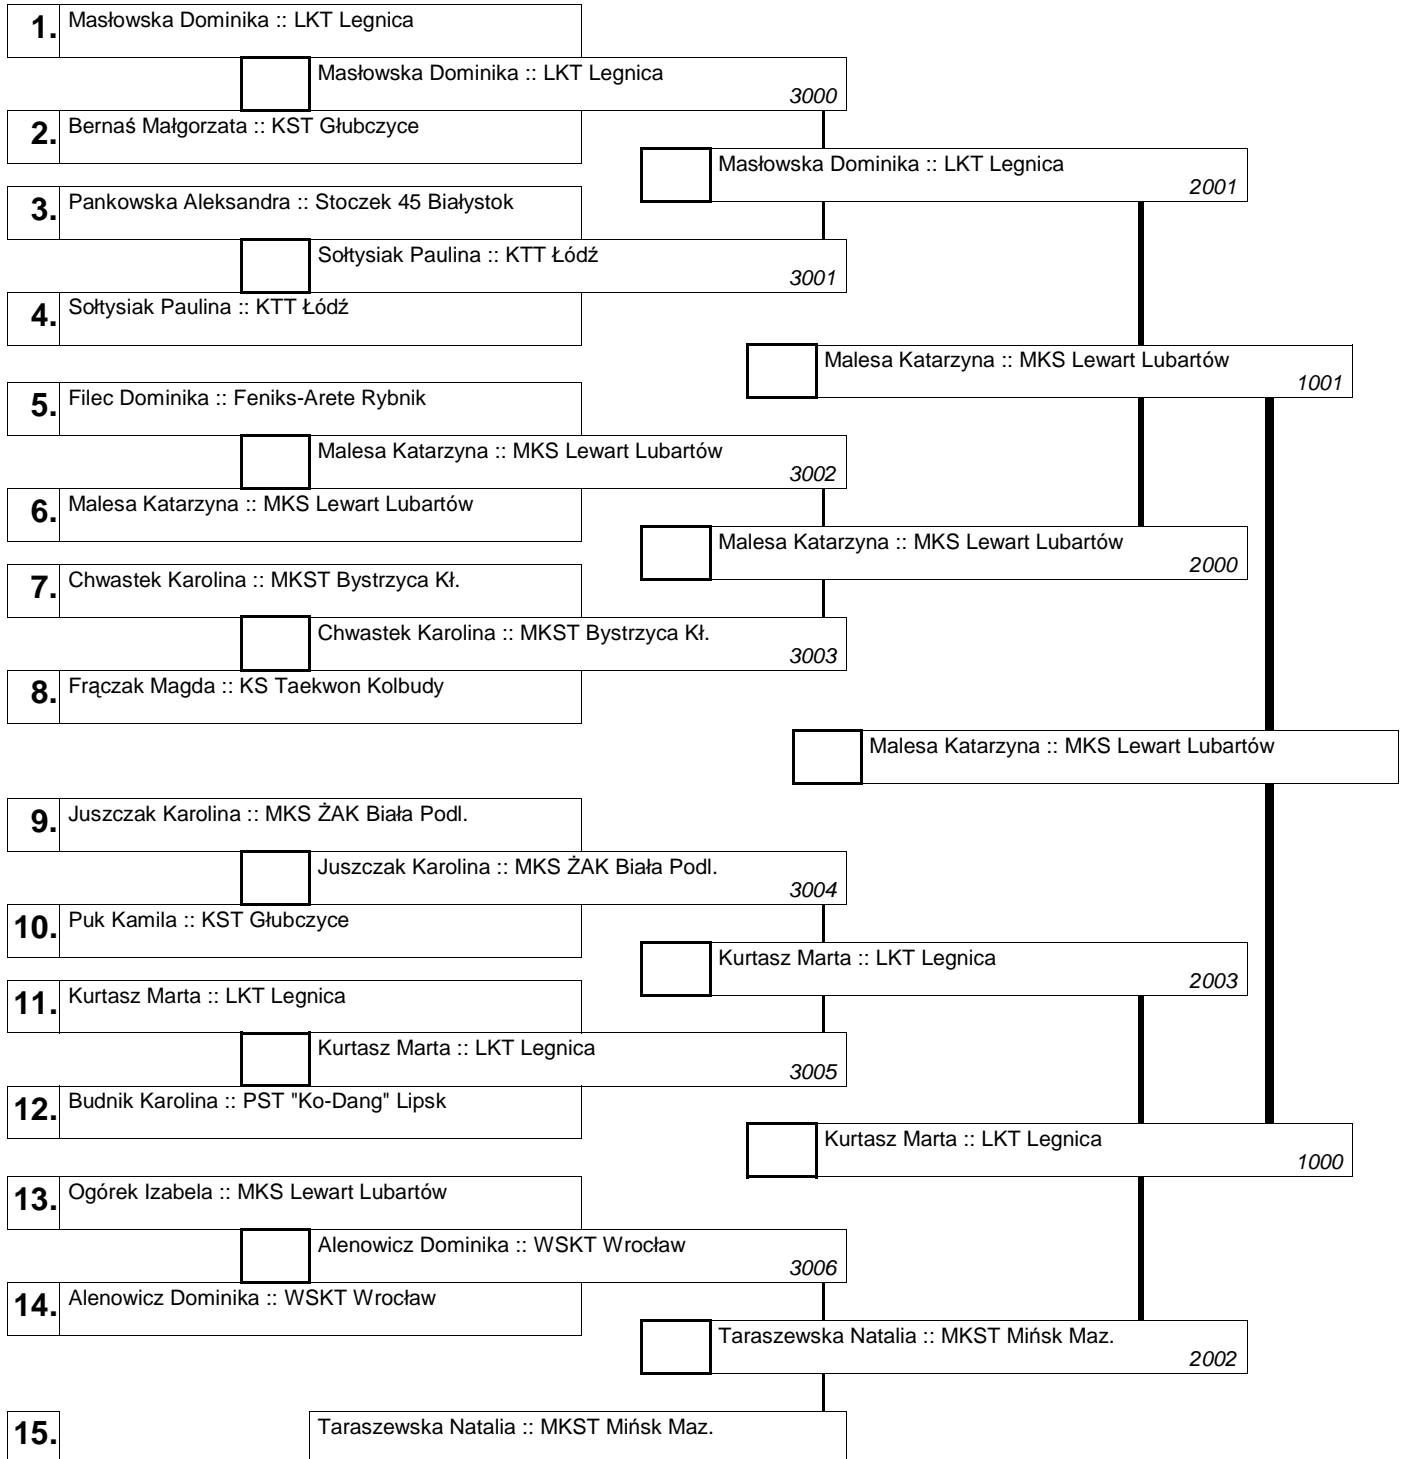 1. Masłowska Dominika :: LKT Legnica
Masłowska Dominika :: LKT Legnica
3000
2. Bernaś Małgorzata :: KST Głubczyce
Masłowska Dominika :: LKT Legnica
2001
3. Pankowska Aleksandra :: Stoczek 45 Białystok
Sołtysiak Paulina :: KTT Łódź
3001
4. Sołtysiak Paulina :: KTT Łódź
Malesa Katarzyna :: MKS Lewart Lubartów
1001
5. Filec Dominika :: Feniks-Arete Rybnik
Malesa Katarzyna :: MKS Lewart Lubartów
3002
6. Malesa Katarzyna :: MKS Lewart Lubartów
Malesa Katarzyna :: MKS Lewart Lubartów
2000
7. Chwastek Karolina :: MKST Bystrzyca Kł.
Chwastek Karolina :: MKST Bystrzyca Kł.
3003
8. Frączak Magda :: KS Taekwon Kolbudy
Malesa Katarzyna :: MKS Lewart Lubartów
9. Juszczak Karolina :: MKS ŻAK Biała Podl.
Juszczak Karolina :: MKS ŻAK Biała Podl.
3004
10. Puk Kamila :: KST Głubczyce
Kurtasz Marta :: LKT Legnica
2003
11. Kurtasz Marta :: LKT Legnica
Kurtasz Marta :: LKT Legnica
3005
12. Budnik Karolina :: PST "Ko-Dang" Lipsk
Kurtasz Marta :: LKT Legnica
1000
13. Ogórek Izabela :: MKS Lewart Lubartów
Alenowicz Dominika :: WSKT Wrocław
3006
14. Alenowicz Dominika :: WSKT Wrocław
Taraszewska Natalia :: MKST Mińsk Maz.
2002
15. Taraszewska Natalia :: MKST Mińsk Maz.